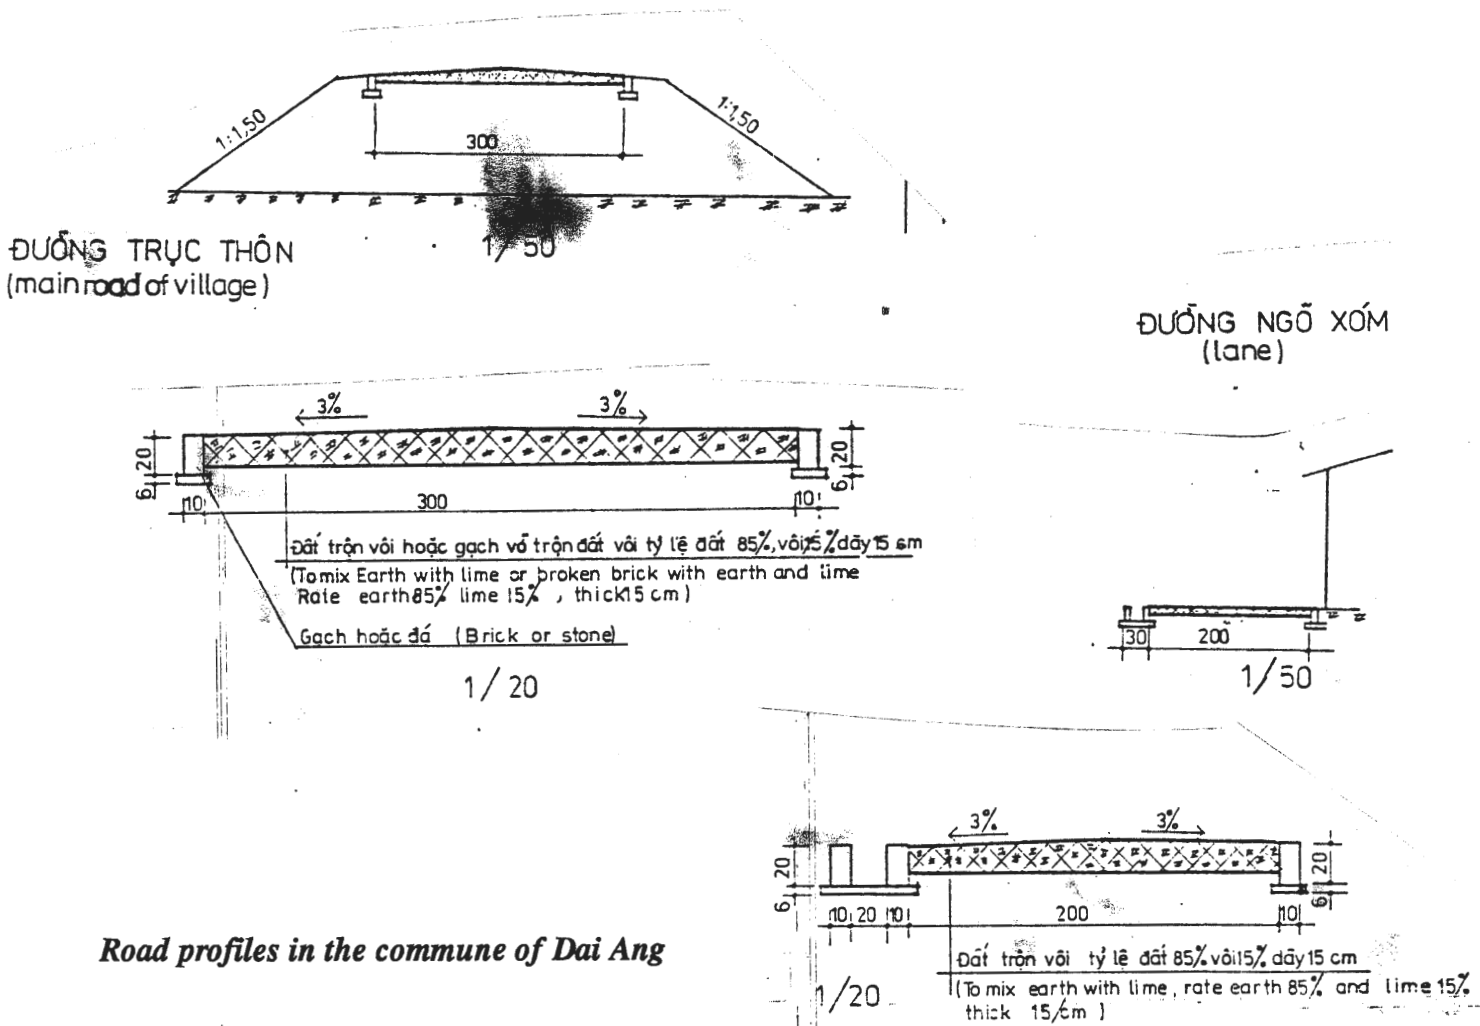 1:1,50
1:1,50
300
ĐƯỜNG TRỤC THÔN
(main road of village)
1/50
ĐƯỜNG NGÕ XÓM
(lane)
3%
3%
20
6
20
6
10
300
10
Đất trộn vôi hoặc gạch vỡ trộn đất vôi tỷ lệ đất 85%, vôi 15% dãy 15 cm
(To mix Earth with lime or broken brick with earth and lime
Rate earth 85% lime 15%, thick 15 cm)
Gạch hoặc đá (Brick or stone)
1/20
30
200
1/50
3%
3%
20
6
20
6
10
20
10
200
10
Đất trộn vôi tỷ lệ đất 85% vôi 15% dãy 15 cm
(To mix earth with lime, rate earth 85% and lime 15%
thick 15/cm)
1/20
Road profiles in the commune of Dai Ang